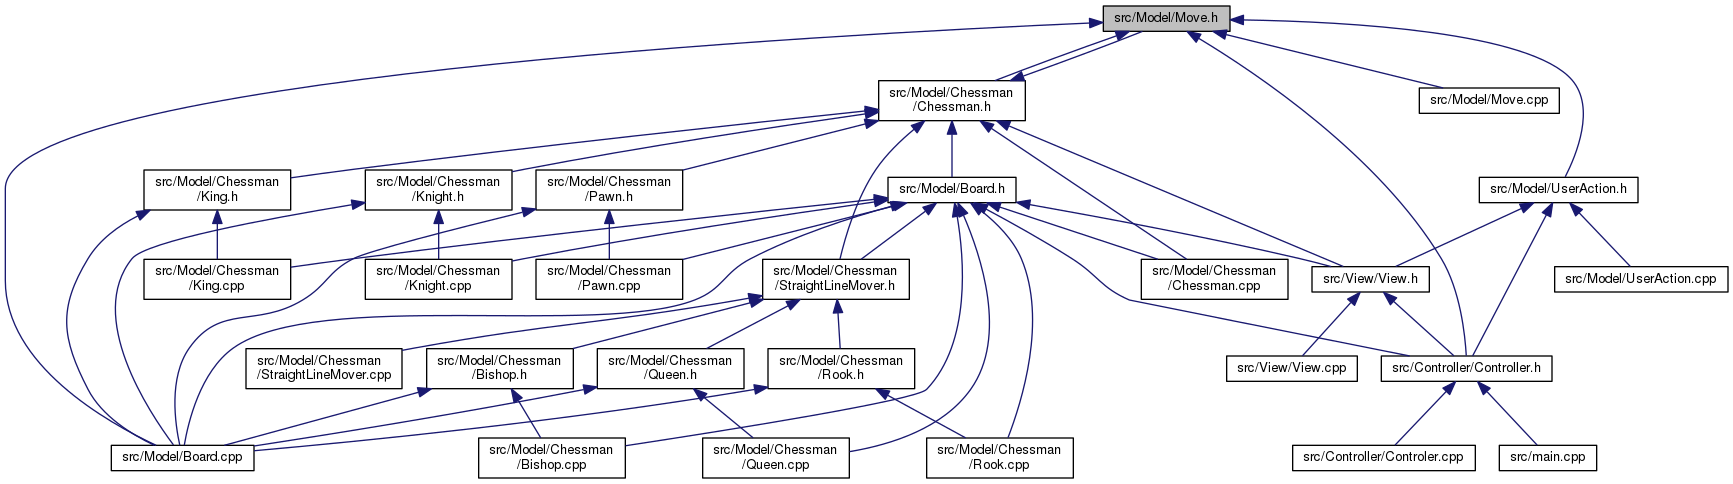 src/Model/Move.h
src/Model/Chessman
/Chessman.h
src/Model/Move.cpp
src/Model/Chessman
/King.h
src/Model/Chessman
/Knight.h
src/Model/Chessman
/Pawn.h
src/Model/Board.h
src/Model/UserAction.h
src/Model/Chessman
/King.cpp
src/Model/Chessman
/Knight.cpp
src/Model/Chessman
/Pawn.cpp
src/Model/Chessman
/StraightLineMover.h
src/Model/Chessman
/Chessman.cpp
src/View/View.h
src/Model/UserAction.cpp
src/Model/Chessman
/StraightLineMover.cpp
src/Model/Chessman
/Bishop.h
src/Model/Chessman
/Queen.h
src/Model/Chessman
/Rook.h
src/View/View.cpp
src/Controller/Controller.h
src/Model/Board.cpp
src/Model/Chessman
/Bishop.cpp
src/Model/Chessman
/Queen.cpp
src/Model/Chessman
/Rook.cpp
src/Controller/Controler.cpp
src/main.cpp